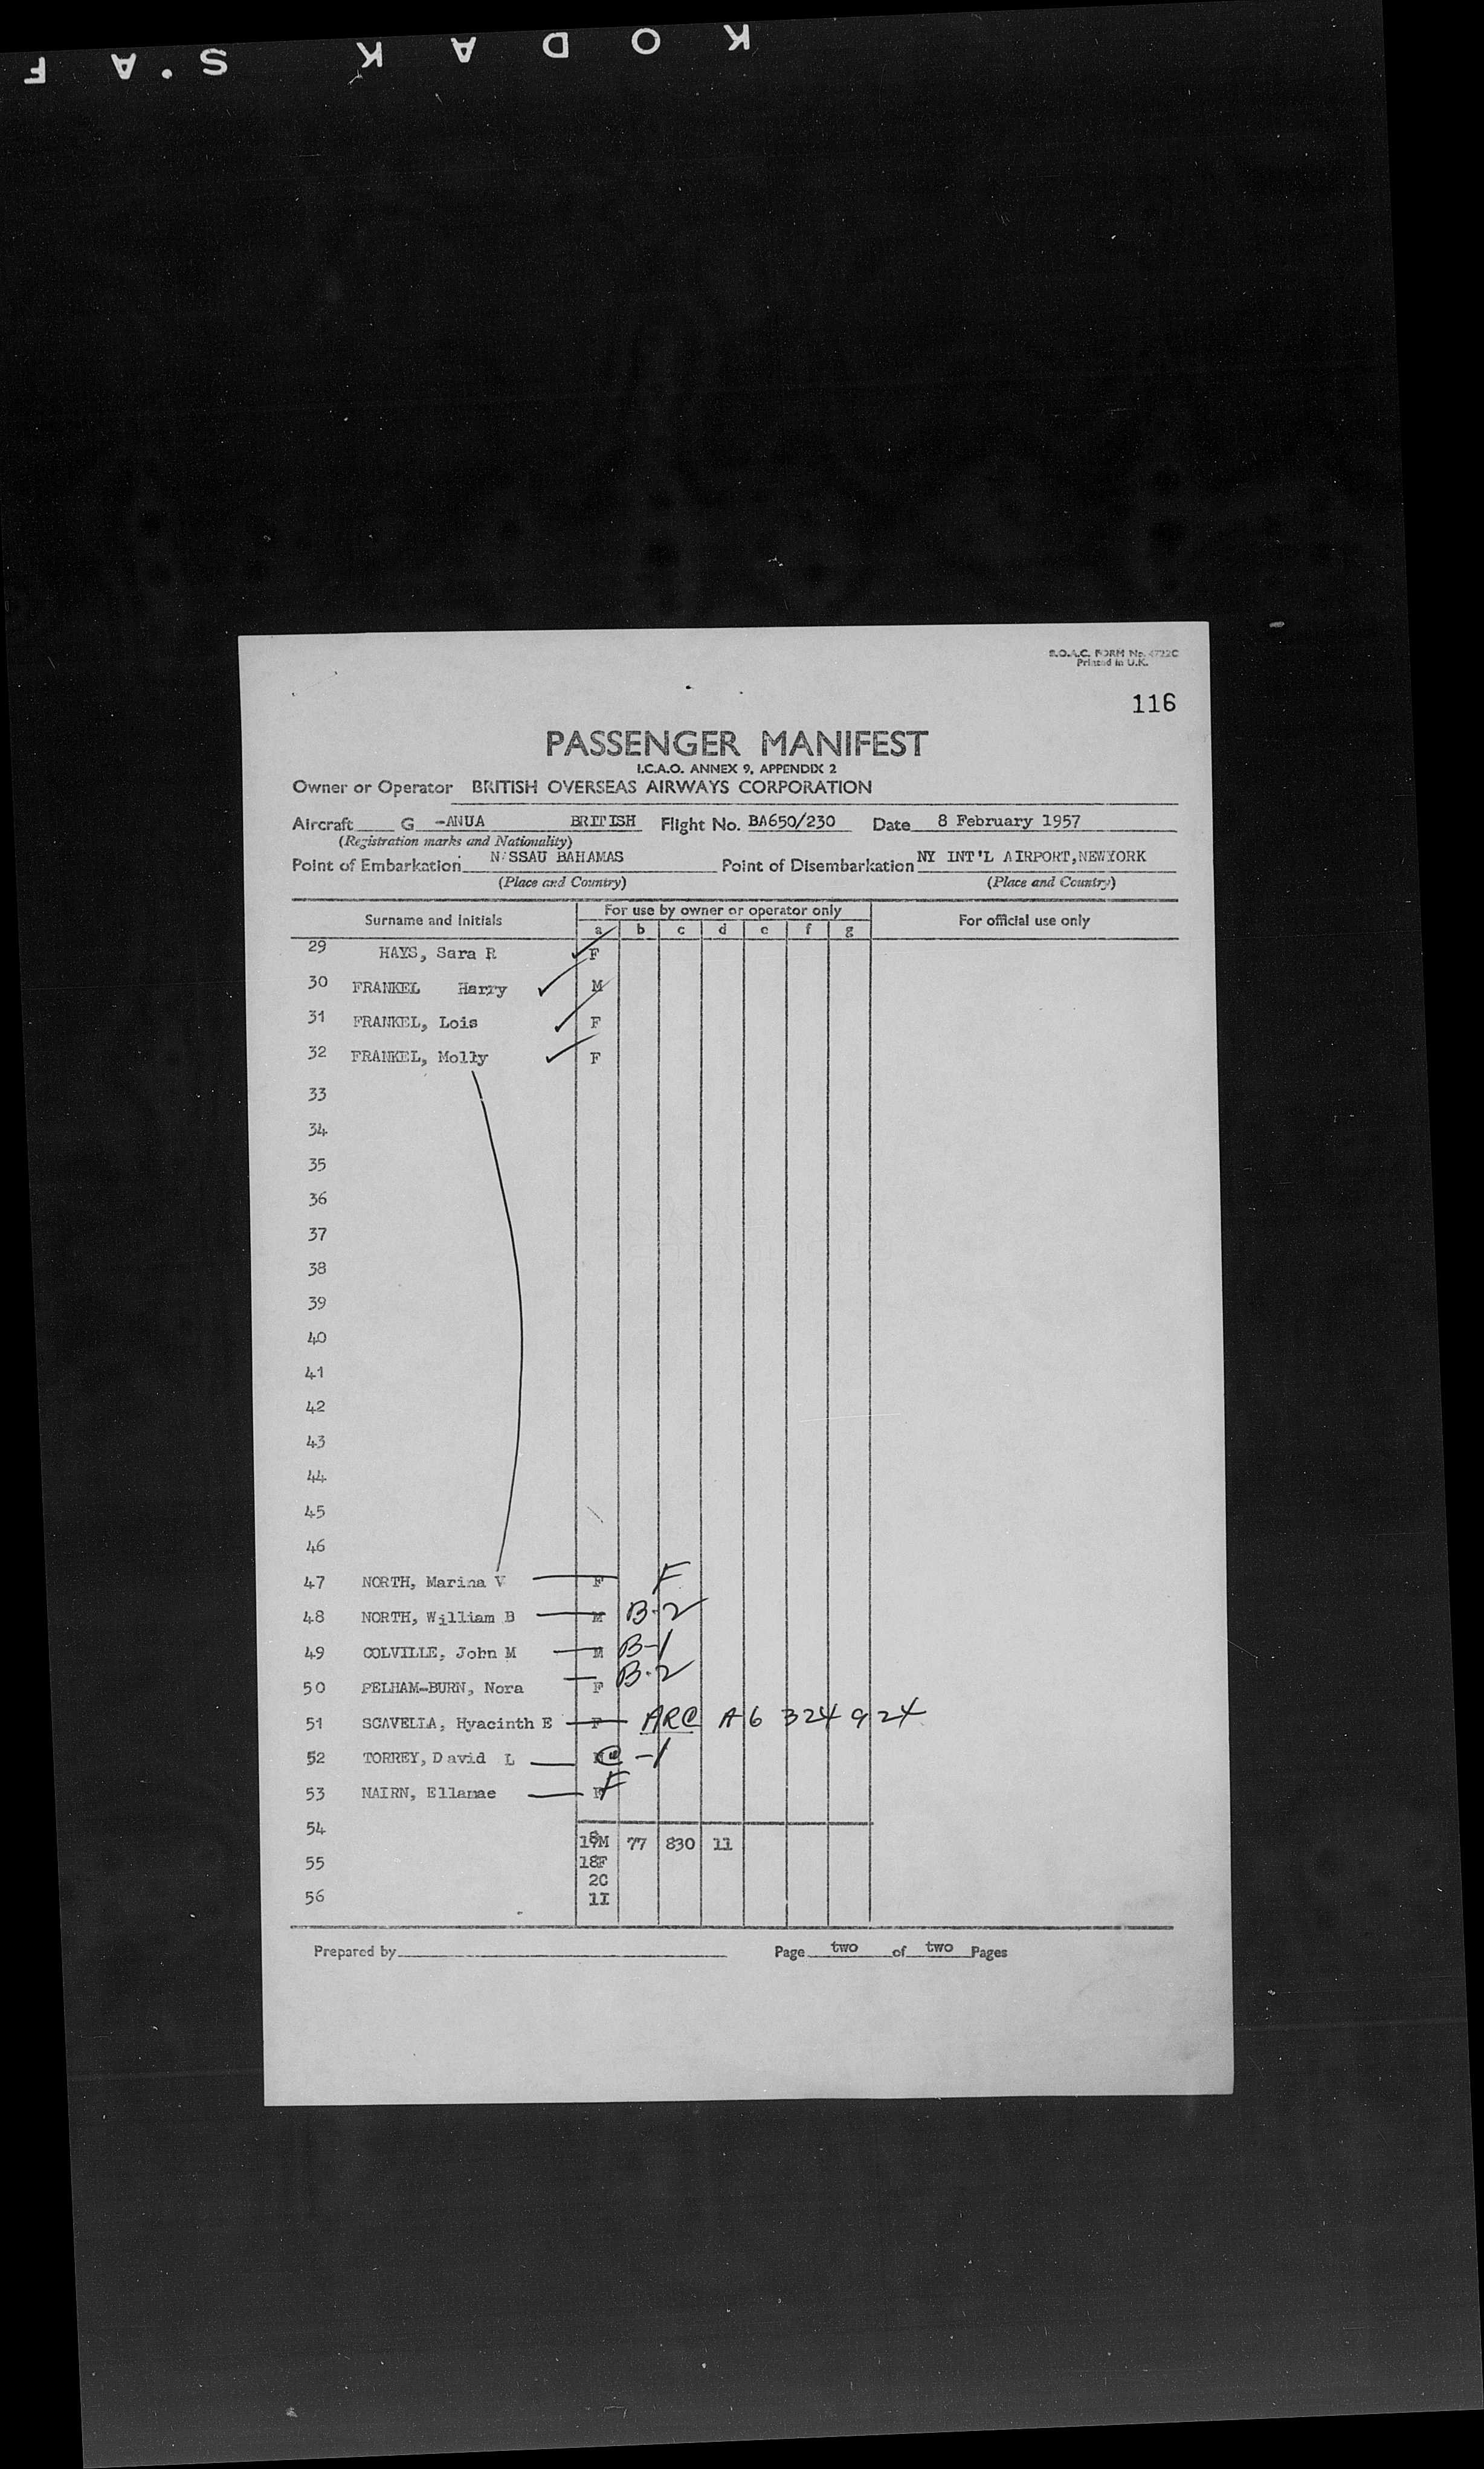 KODAK S.AF
B.O.A.C. FORM No. 4722C
Printed in U.K.
116
PASSENGER MANIFEST
I.C.A.O. ANNEX 9, APPENDIX 2
Owner or Operator BRITISH OVERSEAS AIRWAYS CORPORATION
Aircraft G -ANUA BRITISH Flight No. BA650/230 Date 8 February 1957
(Registration marks and Nationality)
Point of Embarkation N SSAU BAHAMAS Point of Disembarkation NY INT'L AIRPORT,NEWYORK
(Place and Country) (Place and Country)
Surname and initials For use by owner or operator only For official use only
a b c d e f g
29 HAYS, Sara R F
30 FRANKEL Harry M
31 FRANKEL, Lois F
32 FRANKEL, Molly F
33
34
35
36
37
38
39
40
41
42
43
44
45
46
47 NORTH, Marina V F F
48 NORTH, William B M B-2
49 COLVILLE, John M M B-1
50 PELHAM-BURN, Nora F B-2
51 SCAVELLA, Hyacinth E F ARC A6 324 924
52 TORREY, David L -1
53 NAIRN, Ellamae F
54
77 830 11
55 18F
2C
56 1I
Prepared by Page two of two Pages